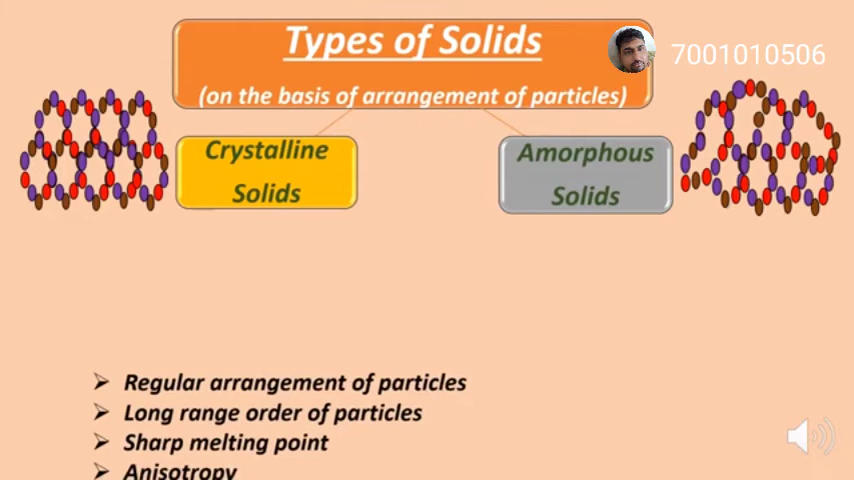 Types of Solids
(on the basis of arrangement of particles)
7001010506
Crystalline
Solids
Amorphous
Solids
Regular arrangement of particles
Long range order of particles
Sharp melting point
Anisotropy